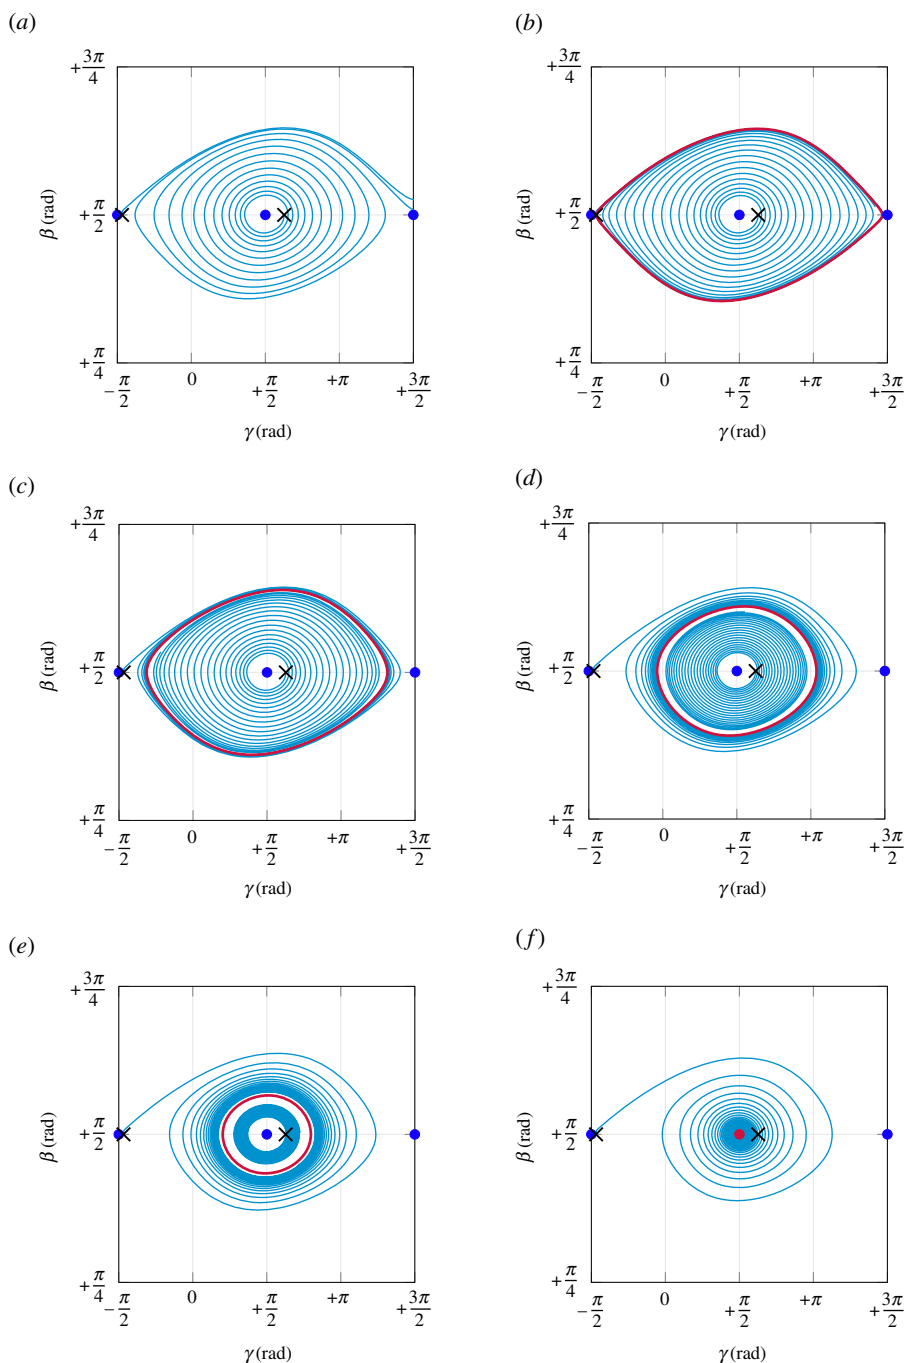 (a)
(b)
+3π/4
+3π/4
β (rad)
+π/2
β (rad)
+π/2
+π/4
+π/4
−π/2 0 +π/2 +π +3π/2
−π/2 0 +π/2 +π +3π/2
γ (rad)
γ (rad)
(c)
(d)
+3π/4
+3π/4
β (rad)
+π/2
β (rad)
+π/2
+π/4
+π/4
−π/2 0 +π/2 +π +3π/2
−π/2 0 +π/2 +π +3π/2
γ (rad)
γ (rad)
(e)
(f)
+3π/4
+3π/4
β (rad)
+π/2
β (rad)
+π/2
+π/4
+π/4
−π/2 0 +π/2 +π +3π/2
−π/2 0 +π/2 +π +3π/2
γ (rad)
γ (rad)